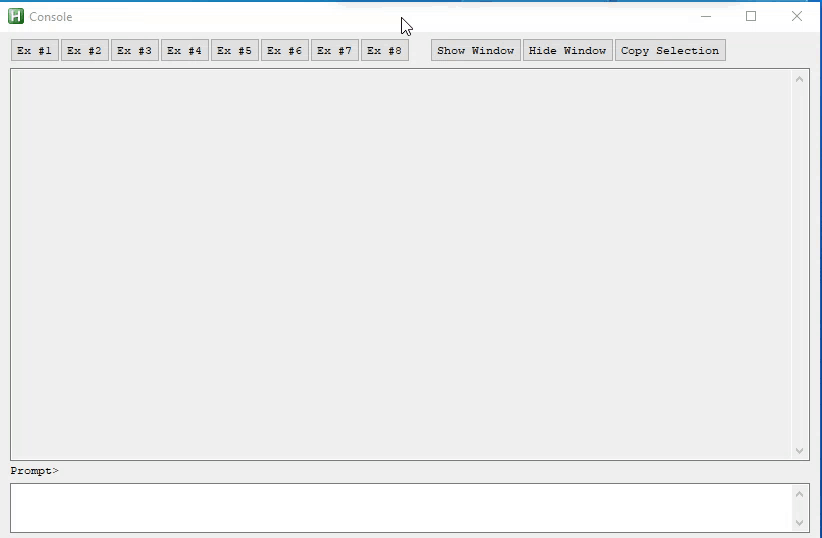 H Console
Ex #1 Ex #2 Ex #3 Ex #4 Ex #5 Ex #6 Ex #7 Ex #8 Show Window Hide Window Copy Selection
Prompt>